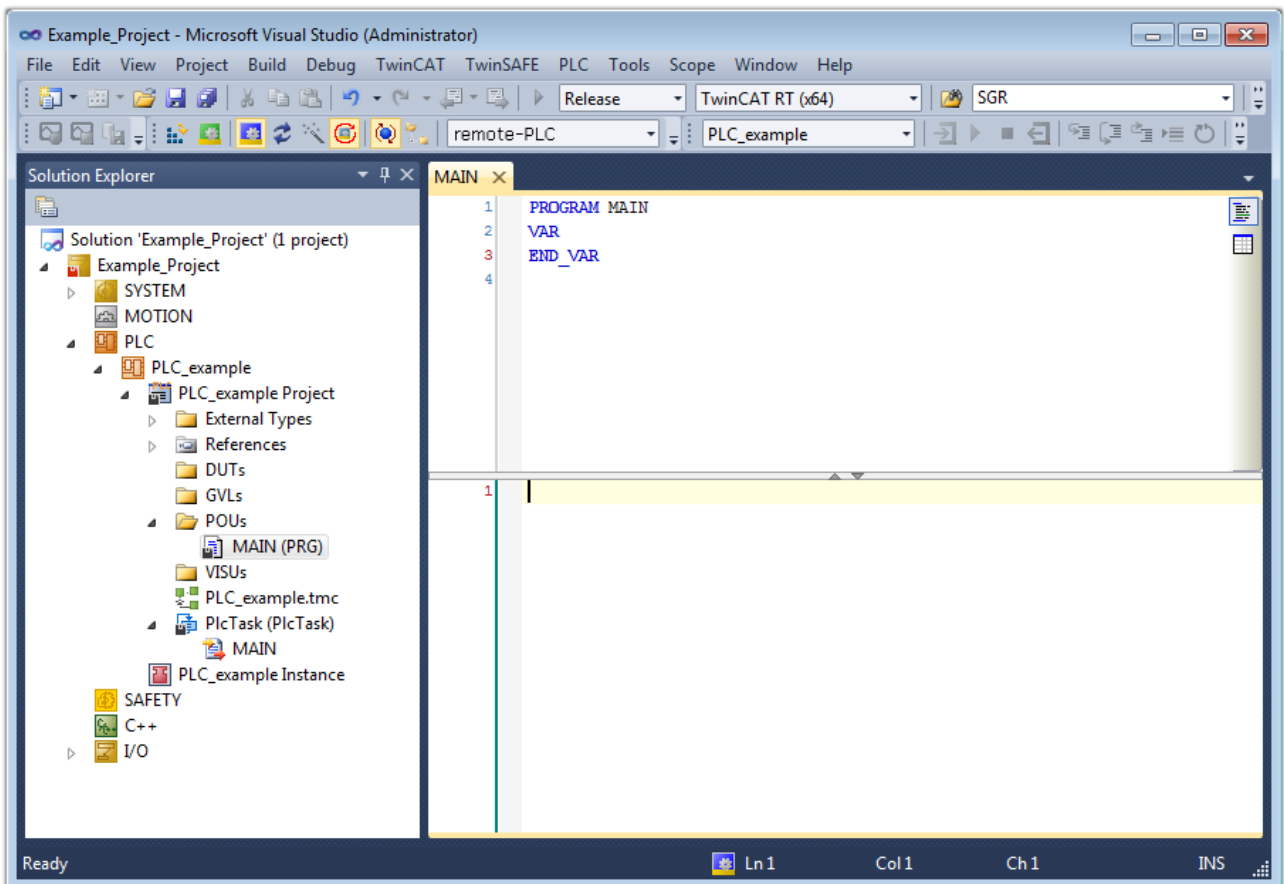 Example_Project - Microsoft Visual Studio (Administrator)
File Edit View Project Build Debug TwinCAT TwinSAFE PLC Tools Scope Window Help
Release TwinCAT RT (x64) SGR
remote-PLC PLC_example
Solution Explorer
Solution 'Example_Project' (1 project)
Example_Project
SYSTEM
MOTION
PLC
PLC_example
PLC_example Project
External Types
References
DUTs
GVLs
POUs
MAIN (PRG)
VISUs
PLC_example.tmc
PlcTask (PlcTask)
MAIN
PLC_example Instance
SAFETY
C++
I/O
MAIN
1 PROGRAM MAIN
2 VAR
3 END_VAR
4
1
Ready Ln 1 Col 1 Ch 1 INS